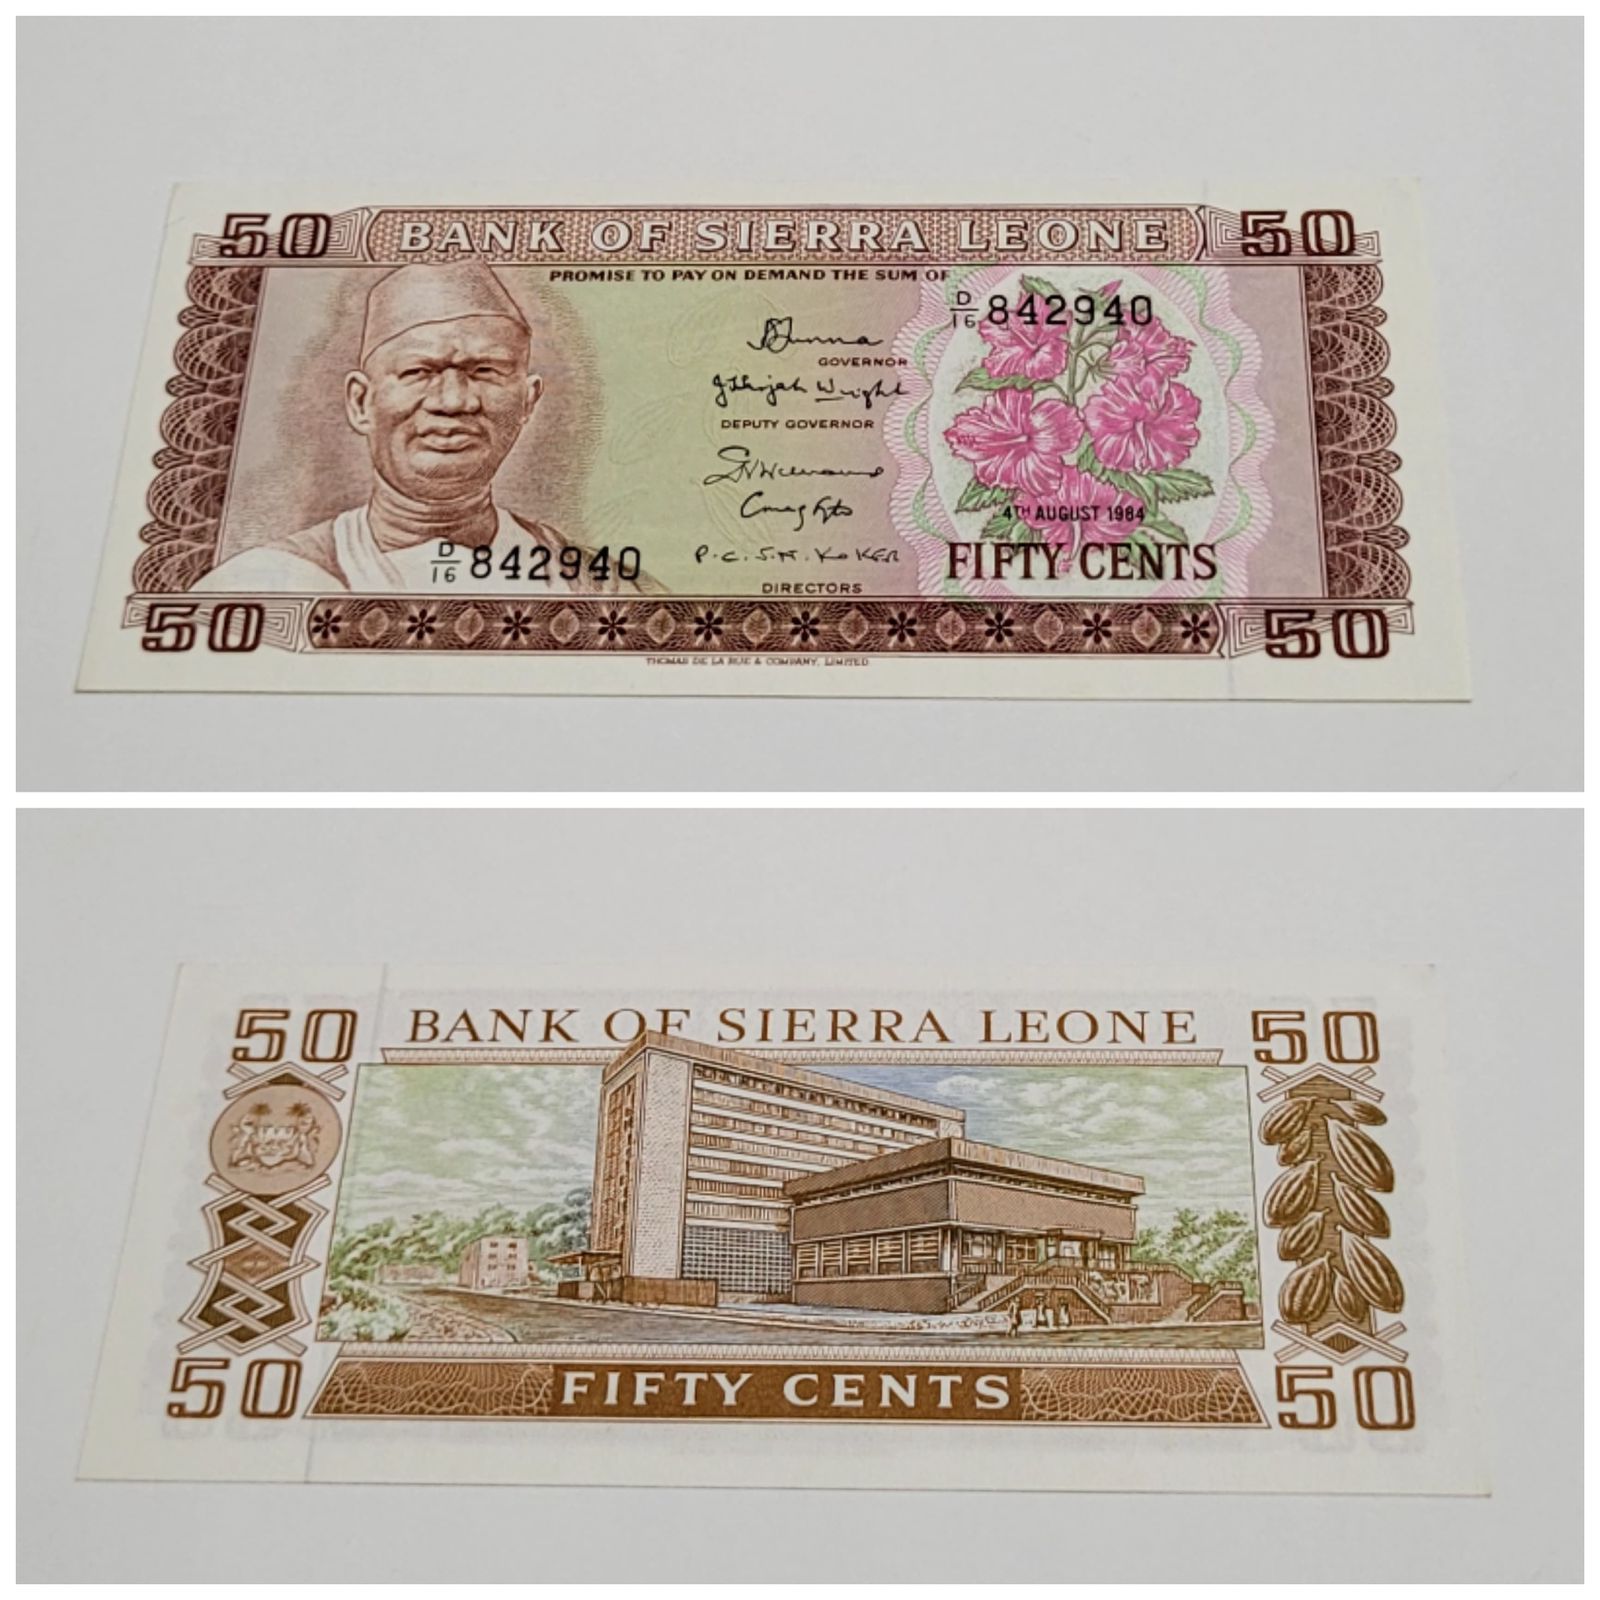 50 BANK OF SIERRA LEONE 50
PROMISE TO PAY ON DEMAND THE SUM OF
D/16 842940
GOVERNOR
DEPUTY GOVERNOR
4TH AUGUST 1984
D/16 842940
P.C.S.H. KOKER
FIFTY CENTS
DIRECTORS
50 50
THOMAS DE LA RUE & COMPANY, LIMITED
50 BANK OF SIERRA LEONE 50
50 FIFTY CENTS 50